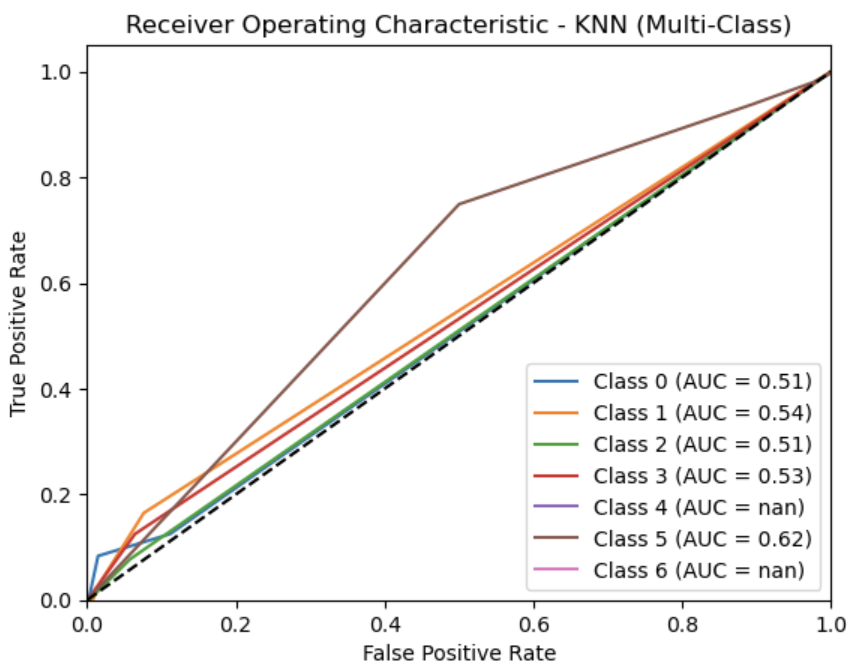 Receiver Operating Characteristic - KNN (Multi-Class)
True Positive Rate
1.0
0.8
0.6
0.4
0.2
0.0
Class 0 (AUC = 0.51)
Class 1 (AUC = 0.54)
Class 2 (AUC = 0.51)
Class 3 (AUC = 0.53)
Class 4 (AUC = nan)
Class 5 (AUC = 0.62)
Class 6 (AUC = nan)
0.0 0.2 0.4 0.6 0.8 1.0
False Positive Rate